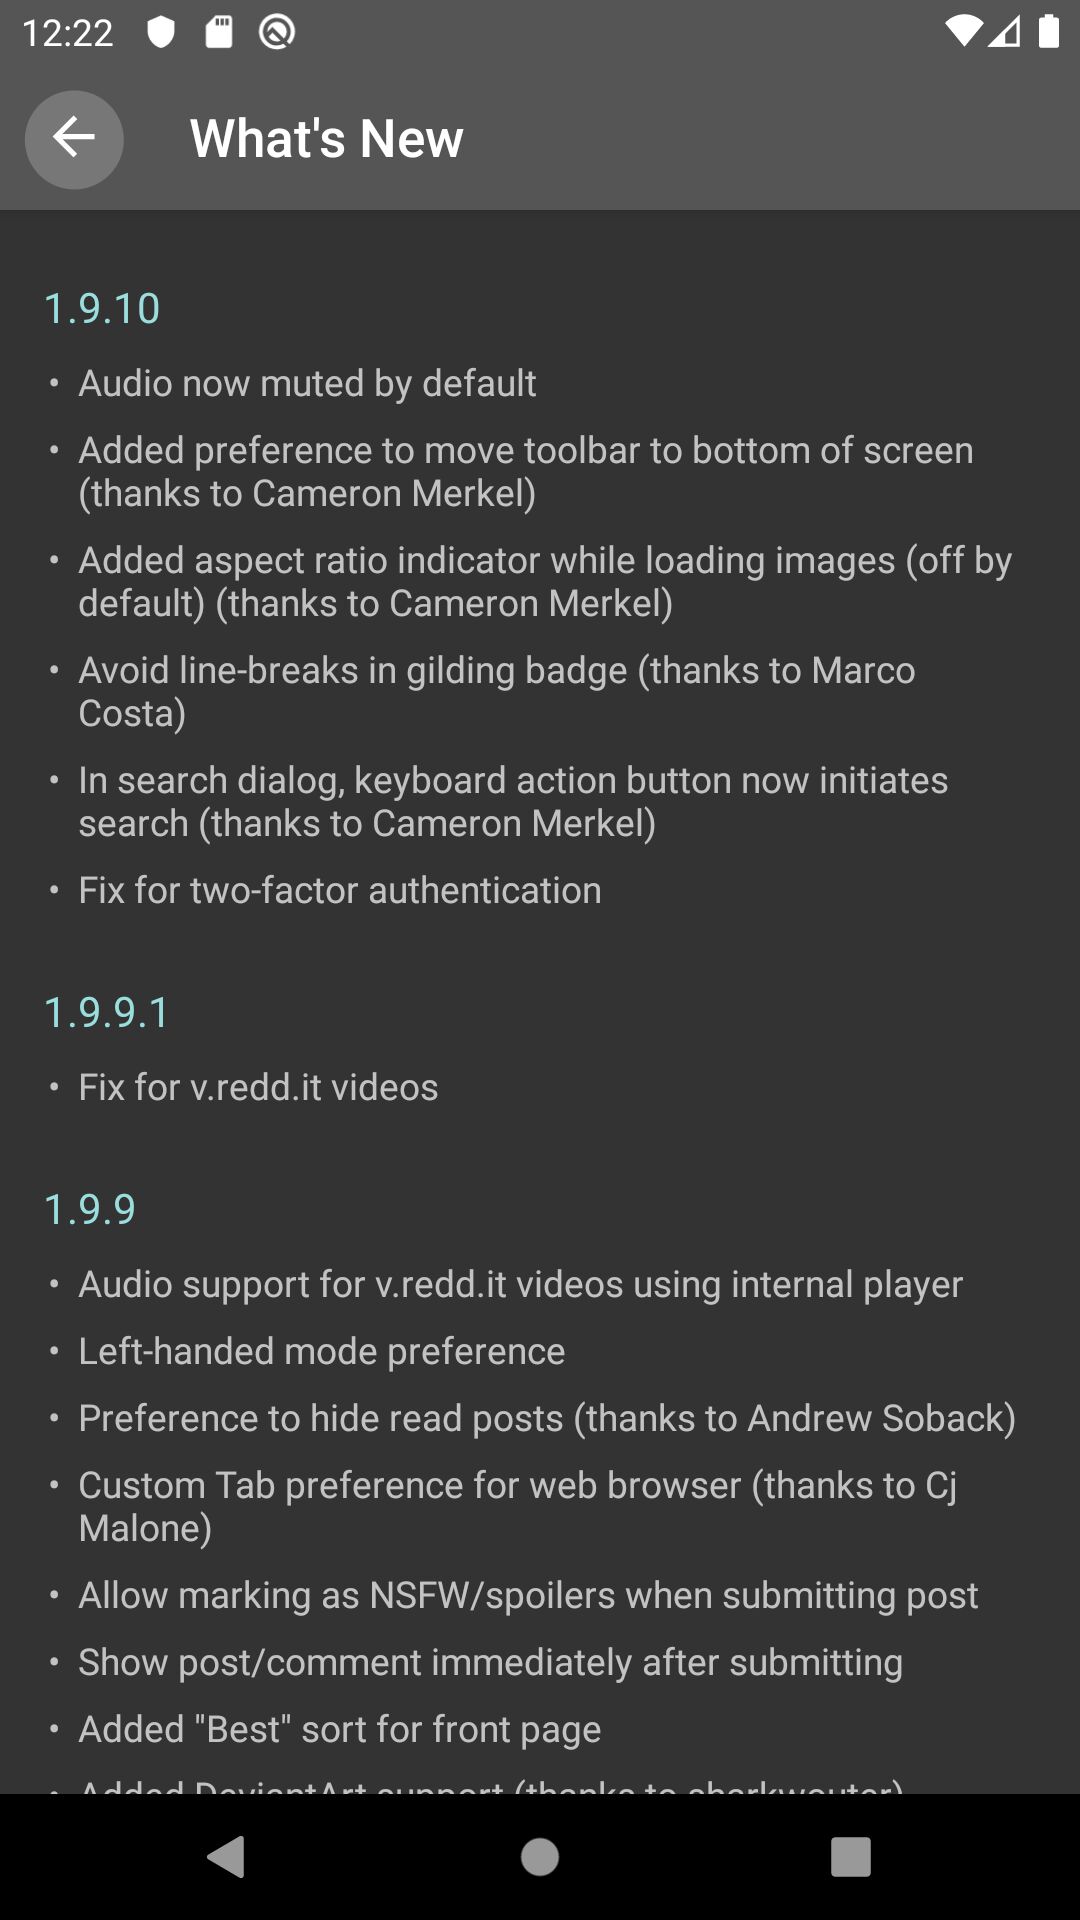 12:22
What's New
1.9.10
• Audio now muted by default
• Added preference to move toolbar to bottom of screen
(thanks to Cameron Merkel)
• Added aspect ratio indicator while loading images (off by
default) (thanks to Cameron Merkel)
• Avoid line-breaks in gilding badge (thanks to Marco
Costa)
• In search dialog, keyboard action button now initiates
search (thanks to Cameron Merkel)
• Fix for two-factor authentication
1.9.9.1
• Fix for v.redd.it videos
1.9.9
• Audio support for v.redd.it videos using internal player
• Left-handed mode preference
• Preference to hide read posts (thanks to Andrew Soback)
• Custom Tab preference for web browser (thanks to Cj
Malone)
• Allow marking as NSFW/spoilers when submitting post
• Show post/comment immediately after submitting
• Added "Best" sort for front page
• Added DeviantArt support (thanks to sharkwouter)